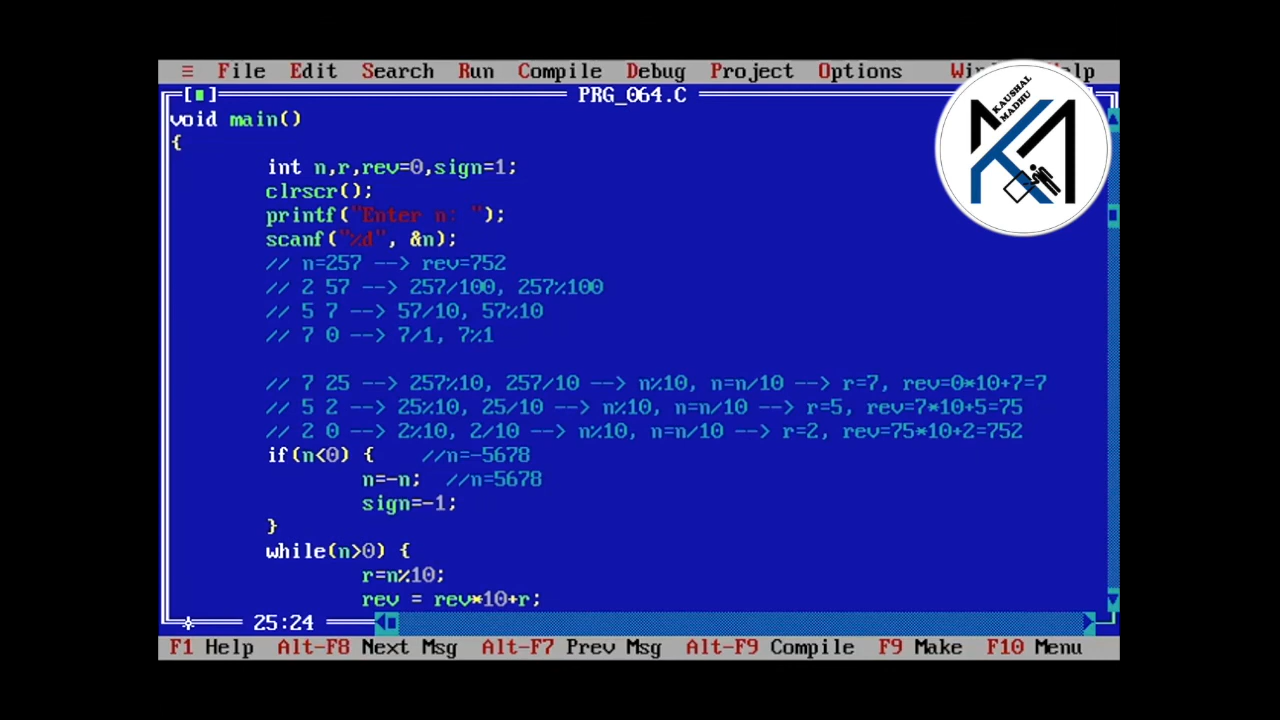 ≡ File Edit Search Run Compile Debug Project Options Win elp
[■] PRG_064.C
KAUSHAL
MADHU
void main()
{
int n,r,rev=0,sign=1;
clrscr();
printf("Enter n: ");
scanf("%d", &n);
// n=257 --> rev=752
// 2 57 --> 257/100, 257%100
// 5 7 --> 57/10, 57%10
// 7 0 --> 7/1, 7%1
// 7 25 --> 257%10, 257/10 --> n%10, n=n/10 --> r=7, rev=0*10+7=7
// 5 2 --> 25%10, 25/10 --> n%10, n=n/10 --> r=5, rev=7*10+5=75
// 2 0 --> 2%10, 2/10 --> n%10, n=n/10 --> r=2, rev=75*10+2=752
if(n<0) { //n=-5678
n=-n; //n=5678
sign=-1;
}
while(n>0) {
r=n%10;
rev = rev*10+r;
25:24
F1 Help Alt-F8 Next Msg Alt-F7 Prev Msg Alt-F9 Compile F9 Make F10 Menu